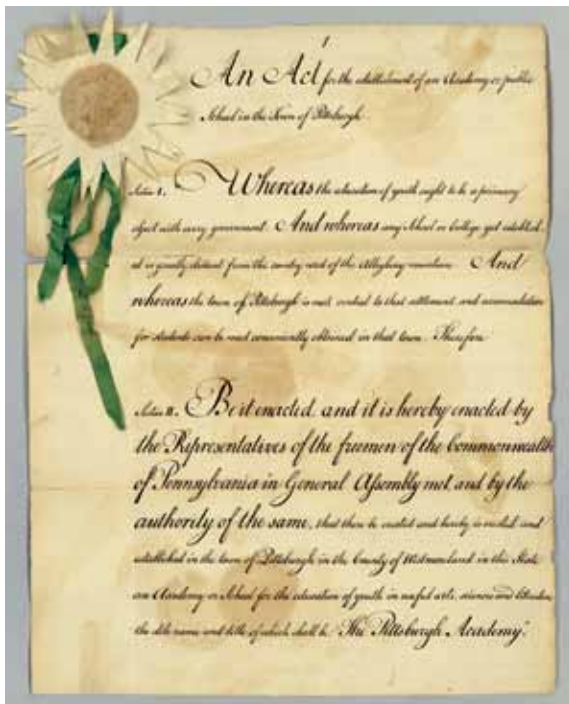 An Act for the establishment of an Academy or public
School in the Town of Pittsburgh
Section I. Whereas the education of youth ought to be a primary
object with every government. And whereas any School or College yet establish
ed is greatly distant from the country west of the Allegheny mountain And
whereas the town of Pittsburgh is most central to that settlement and accomodation
for students can be most conveniently obtained in that town. Therefore
Section II. Be it enacted and it is hereby enacted by
the Representatives of the freemen of the Commonwealth
of Pennsylvania in General Assembly met and by the
authority of the same, that there be erected and hereby is erected and
established in the town of Pittsburgh in the County of Westmoreland in this State
an Academy or School for the education of youth in useful arts, sciences and literature,
the stile name and title of which shall be "The Pittsburgh Academy."